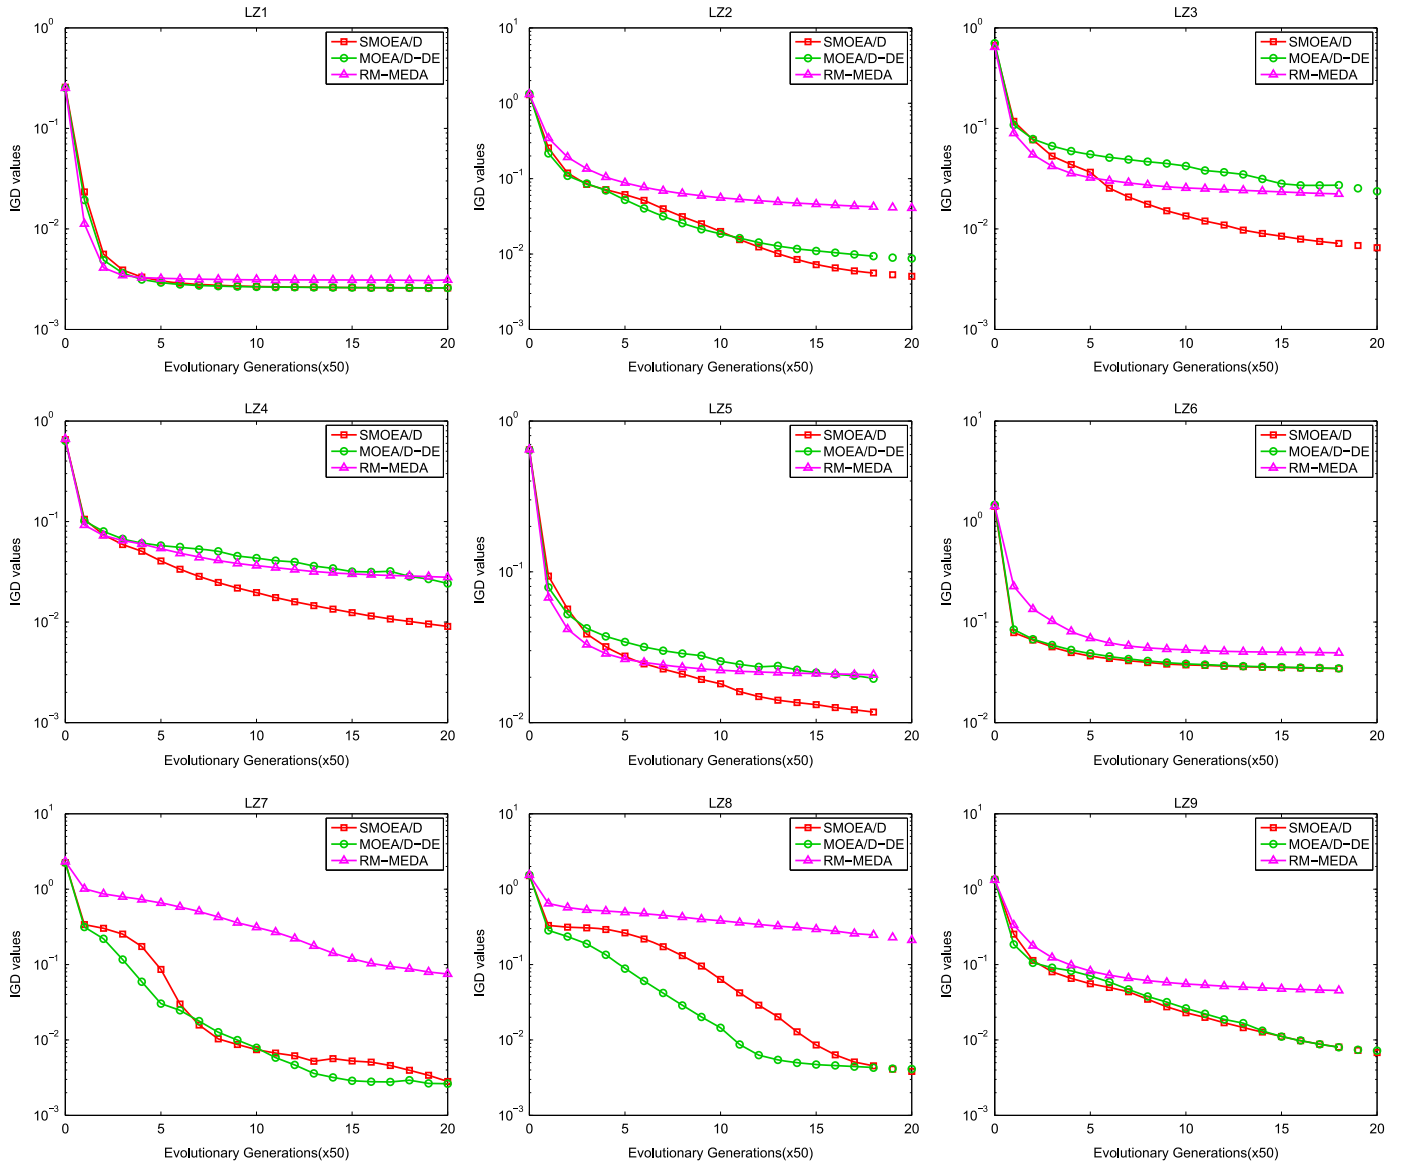 LZ1
10^0
10^-1
10^-2
10^-3
IGD values
SMOEA/D
MOEA/D-DE
RM-MEDA
0 5 10 15 20
Evolutionary Generations(x50)
LZ2
10^1
10^0
10^-1
10^-2
10^-3
IGD values
SMOEA/D
MOEA/D-DE
RM-MEDA
0 5 10 15 20
Evolutionary Generations(x50)
LZ3
10^0
10^-1
10^-2
10^-3
IGD values
SMOEA/D
MOEA/D-DE
RM-MEDA
0 5 10 15 20
Evolutionary Generations(x50)
LZ4
10^0
10^-1
10^-2
10^-3
IGD values
SMOEA/D
MOEA/D-DE
RM-MEDA
0 5 10 15 20
Evolutionary Generations(x50)
LZ5
10^0
10^-1
10^-2
IGD values
SMOEA/D
MOEA/D-DE
RM-MEDA
0 5 10 15 20
Evolutionary Generations(x50)
LZ6
10^1
10^0
10^-1
10^-2
IGD values
SMOEA/D
MOEA/D-DE
RM-MEDA
0 5 10 15 20
Evolutionary Generations(x50)
LZ7
10^1
10^0
10^-1
10^-2
10^-3
IGD values
SMOEA/D
MOEA/D-DE
RM-MEDA
0 5 10 15 20
Evolutionary Generations(x50)
LZ8
10^1
10^0
10^-1
10^-2
10^-3
IGD values
SMOEA/D
MOEA/D-DE
RM-MEDA
0 5 10 15 20
Evolutionary Generations(x50)
LZ9
10^1
10^0
10^-1
10^-2
10^-3
IGD values
SMOEA/D
MOEA/D-DE
RM-MEDA
0 5 10 15 20
Evolutionary Generations(x50)